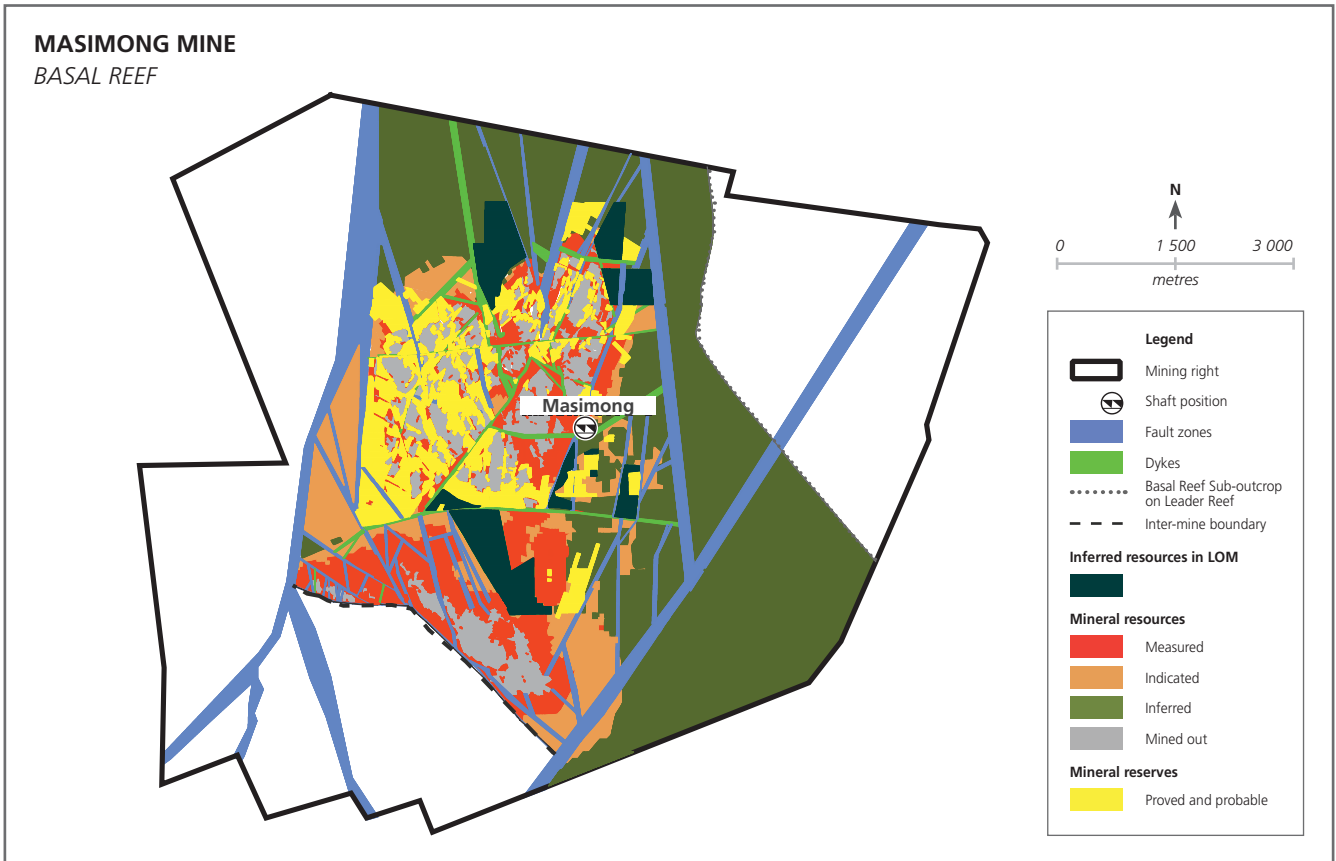 MASIMONG MINE
BASAL REEF
N
0 1 500 3 000
metres
Masimong
Legend
Mining right
Shaft position
Fault zones
Dykes
Basal Reef Sub-outcrop
on Leader Reef
Inter-mine boundary
Inferred resources in LOM
Mineral resources
Measured
Indicated
Inferred
Mined out
Mineral reserves
Proved and probable